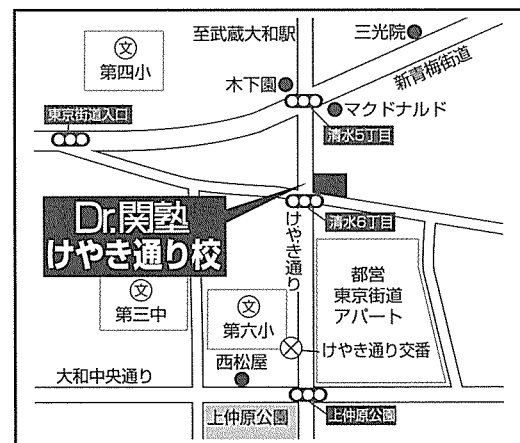 至武蔵大和駅
三光院
文
第四小
新青梅街道
木下園
マクドナルド
東京街道入口
清水5丁目
Dr.関塾
けやき通り校
清水6丁目
けやき通り
都営
東京街道
アパート
文
第三中
文
第六小
けやき通り交番
西松屋
大和中央通り
上仲原公園
上仲原公園